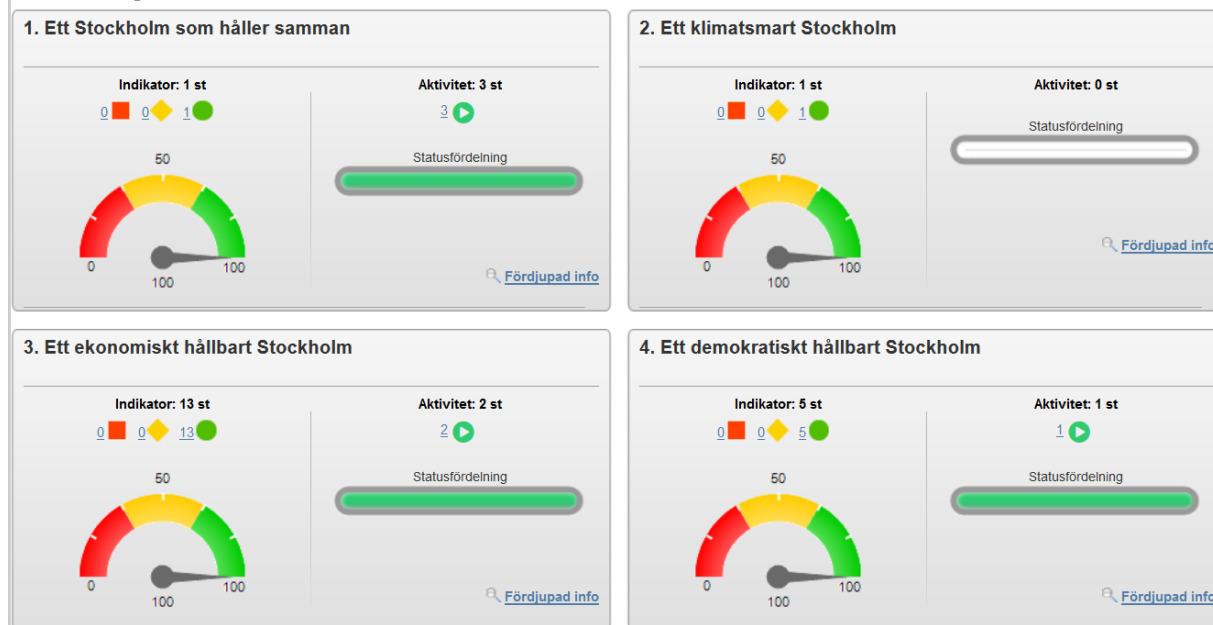 1. Ett Stockholm som håller samman
Indikator: 1 st
0 0 1
50
0
100
100
Aktivitet: 3 st
3
Statusfördelning
Fördjupad info
2. Ett klimatsmart Stockholm
Indikator: 1 st
0 0 1
50
0
100
100
Aktivitet: 0 st
Statusfördelning
Fördjupad info
3. Ett ekonomiskt hållbart Stockholm
Indikator: 13 st
0 0 13
50
0
100
100
Aktivitet: 2 st
2
Statusfördelning
Fördjupad info
4. Ett demokratiskt hållbart Stockholm
Indikator: 5 st
0 0 5
50
0
100
100
Aktivitet: 1 st
1
Statusfördelning
Fördjupad info